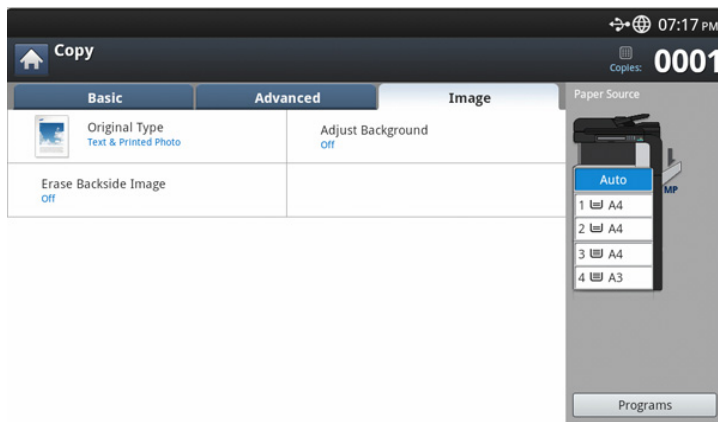 07:17 PM
Copy
Copies: 0001
Basic
Advanced
Image
Paper Source
Original Type
Text & Printed Photo
Adjust Background
Off
Erase Backside Image
Off
Auto
MP
1 A4
2 A4
3 A4
4 A3
Programs